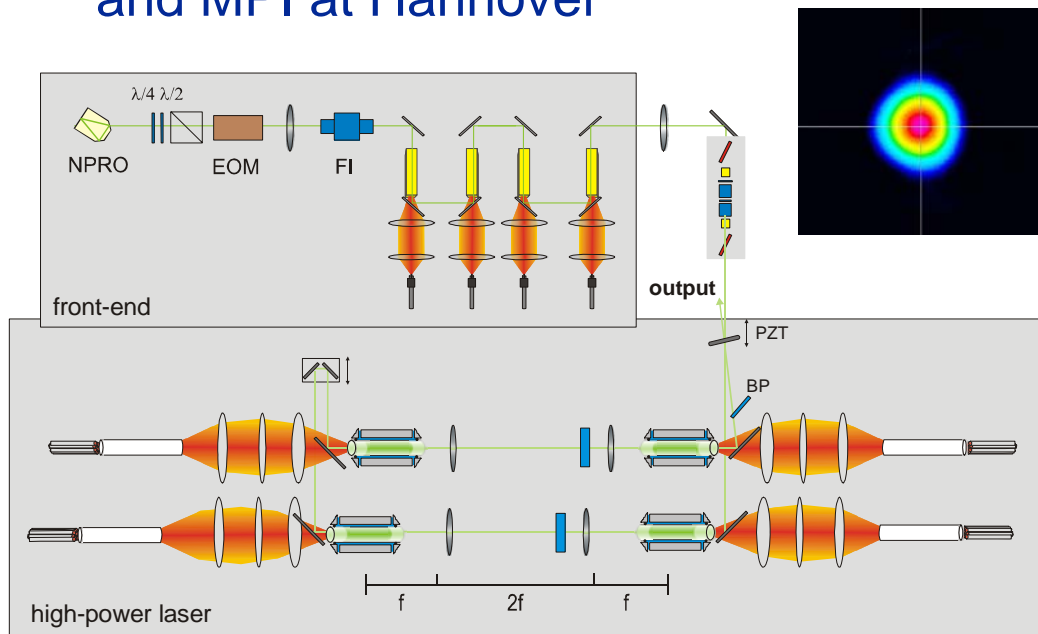 and MPI at Hannover
λ/4 λ/2
NPRO
EOM
FI
front-end
output
PZT
BP
f
2f
f
high-power laser